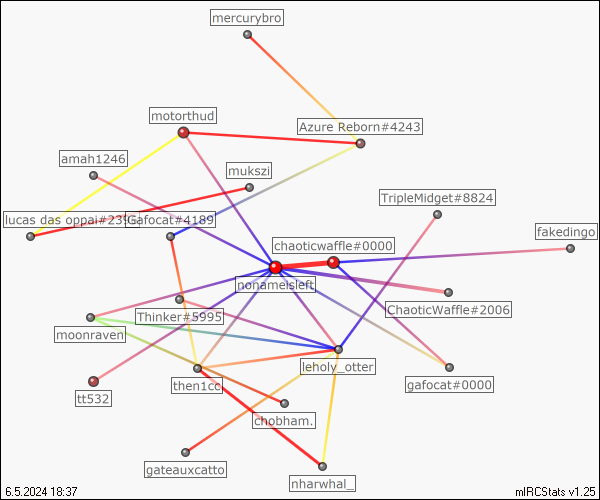 mercurybro
motorthud
Azure Reborn#4243
amah1246
mukszi
TripleMidget#8824
lucas das oppai#23
Gafocat#4189
fakedingo
chaoticwaffle#0000
nonameisleft
ChaoticWaffle#2006
Thinker#5995
moonraven
leholy_otter
then1cc
gafocat#0000
tt532
chobham.
gateauxcatto
nharwhal_
6.5.2024 18:37
mIRCStats v1.25